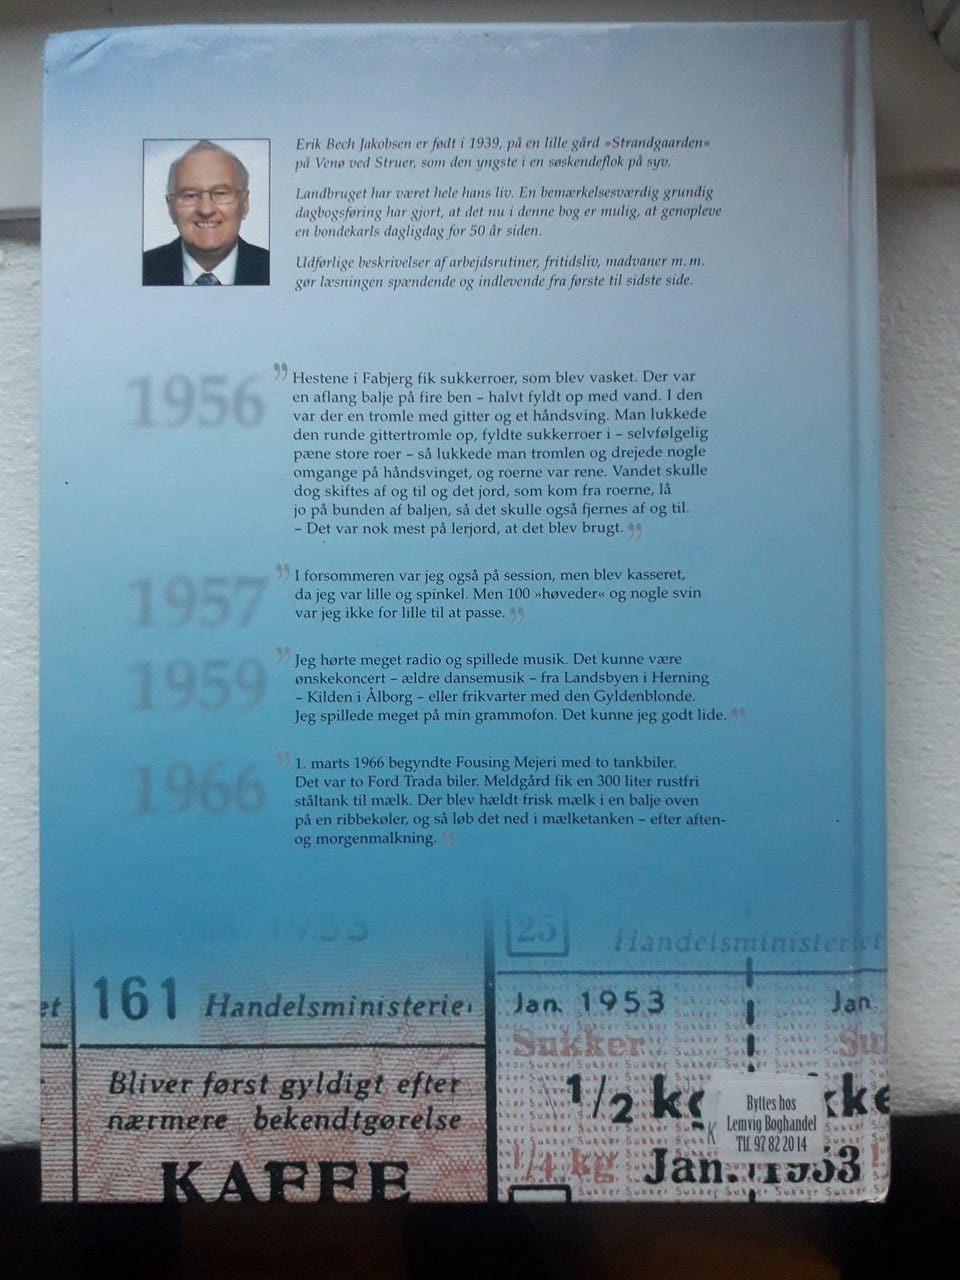 Erik Bech Jakobsen er født i 1939, på en lille gård »Strandgaarden«
på Venø ved Struer, som den yngste i en søskendeflok på syv.
Landbruget har været hele hans liv. En bemærkelsesværdig grundig
dagbogsføring har gjort, at det nu i denne bog er mulig, at genopleve
en bondekarls dagligdag for 50 år siden.
Udførlige beskrivelser af arbejdsrutiner, fritidsliv, madvaner m. m.
gør læsningen spændende og indlevende fra første til sidste side.
1956
”Hestene i Fabjerg fik sukkerroer, som blev vasket. Der var
en aflang balje på fire ben – halvt fyldt op med vand. I den
var der en tromle med gitter og et håndsving. Man lukkede
den runde gittertromle op, fyldte sukkerroer i – selvfølgelig
pæne store roer – så lukkede man tromlen og drejede nogle
omgange på håndsvinget, og roerne var rene. Vandet skulle
dog skiftes af og til og det jord, som kom fra roerne, lå
jo på bunden af baljen, så det skulle også fjernes af og til.
– Det var nok mest på lerjord, at det blev brugt. ”
1957
”I forsommeren var jeg også på session, men blev kasseret,
da jeg var lille og spinkel. Men 100 »høveder« og nogle svin
var jeg ikke for lille til at passe. ”
1959
”Jeg hørte meget radio og spillede musik. Det kunne være
ønskekoncert – ældre dansemusik – fra Landsbyen i Herning
– Kilden i Ålborg – eller frikvarter med den Gyldenblonde.
Jeg spillede meget på min grammofon. Det kunne jeg godt lide. ”
1966
”1. marts 1966 begyndte Fousing Mejeri med to tankbiler.
Det var to Ford Trada biler. Meldgård fik en 300 liter rustfri
ståltank til mælk. Der blev hældt frisk mælk i en balje oven
på en ribbekøler, og så løb det ned i mælketanken – efter aften-
og morgenmalkning. ”
1953
25 Handelsministeriet
et 161 Handelsministerie
Jan. 1953 Jan.
Sukker Su
Bliver først gyldigt efter
nærmere bekendtgørelse
1/2 kg
KAFFE
1/4 kg Jan. 1953
Byttes hos
Lemvig Boghandel
Tlf. 97 82 20 14